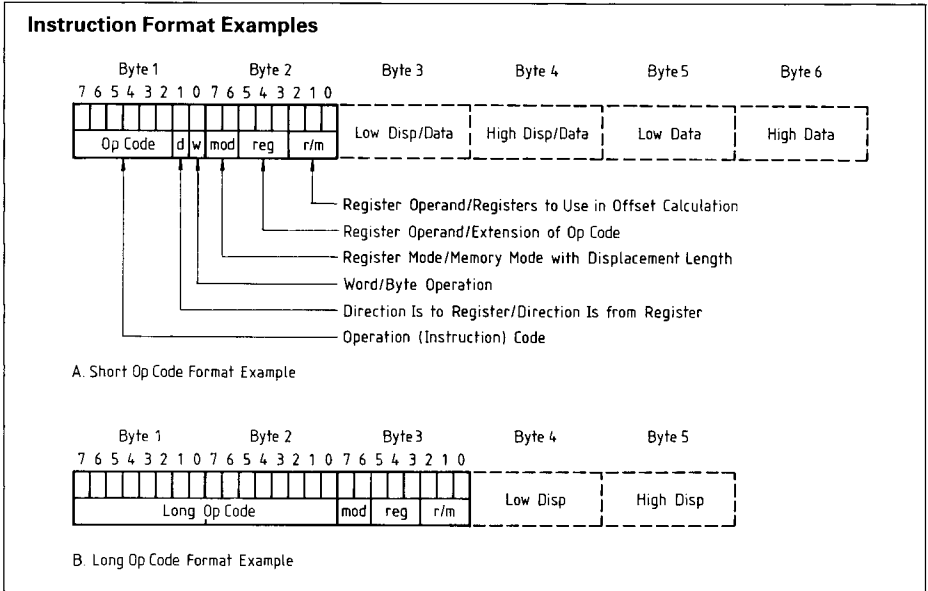 Instruction Format Examples
Byte 1 Byte 2 Byte 3 Byte 4 Byte 5 Byte 6
7 6 5 4 3 2 1 0 7 6 5 4 3 2 1 0
Op Code d w mod reg r/m Low Disp/Data High Disp/Data Low Data High Data
Register Operand/Registers to Use in Offset Calculation
Register Operand/Extension of Op Code
Register Mode/Memory Mode with Displacement Length
Word/Byte Operation
Direction Is to Register/Direction Is from Register
Operation (Instruction) Code
A. Short Op Code Format Example
Byte 1 Byte 2 Byte 3 Byte 4 Byte 5
7 6 5 4 3 2 1 0 7 6 5 4 3 2 1 0 7 6 5 4 3 2 1 0
Long Op Code mod reg r/m Low Disp High Disp
B. Long Op Code Format Example